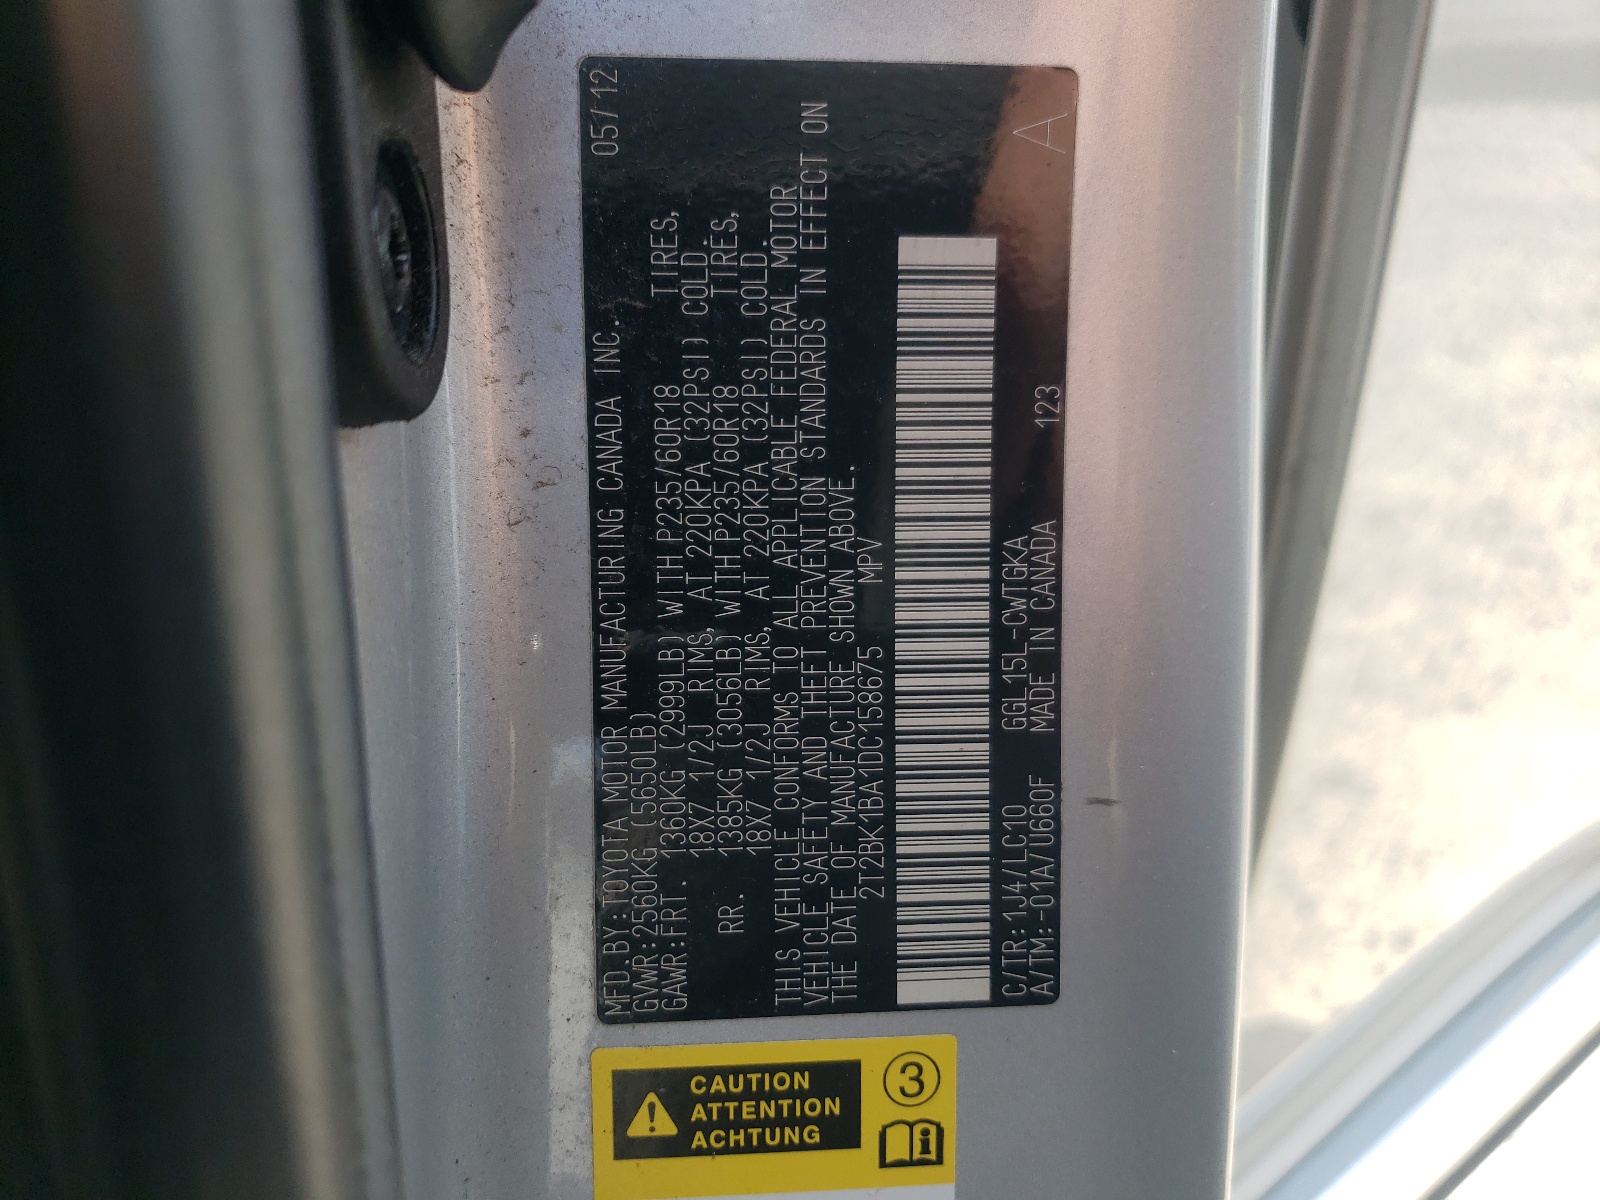 MFD.BY:TOYOTA MOTOR MANUFACTURING CANADA INC. 05/12
GVWR:2560KG (5650LB)
GAWR:FRT. 1360KG (2999LB) WITH P235/60R18 TIRES,
18X7 1/2J RIMS, AT 220KPA (32PSI) COLD.
RR. 1385KG (3056LB) WITH P235/60R18 TIRES,
18X7 1/2J RIMS, AT 220KPA (32PSI) COLD.
THIS VEHICLE CONFORMS TO ALL APPLICABLE FEDERAL MOTOR
VEHICLE SAFETY AND THEFT PREVENTION STANDARDS IN EFFECT ON
THE DATE OF MANUFACTURE SHOWN ABOVE.
2T2BK1BA1DC158675 MPV
C/TR:1J4/LC10 GGL15L-CWTGKA
A/TM:-01A/U660F MADE IN CANADA 123
A
CAUTION
ATTENTION
ACHTUNG
3